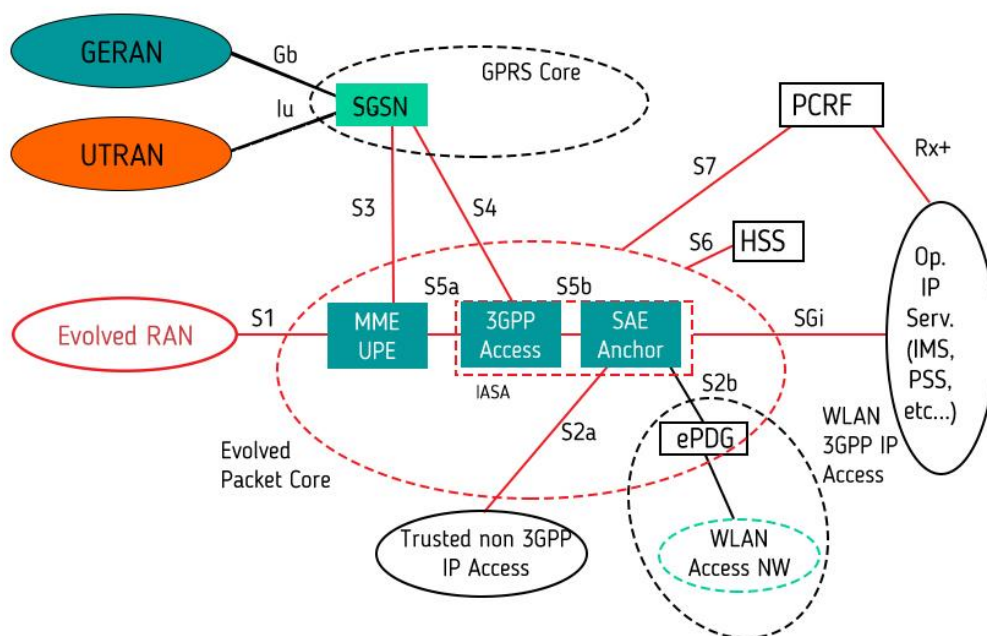 GERAN
Gb
GPRS Core
SGSN
Iu
UTRAN
PCRF
Rx+
S7
S3
S4
S6
HSS
Op.
IP
Serv.
(IMS,
PSS,
etc...)
S5a
S5b
Evolved RAN
S1
MME
UPE
3GPP
Access
SAE
Anchor
SGi
IASA
S2b
S2a
ePDG
WLAN
3GPP IP
Access
Evolved
Packet Core
Trusted non 3GPP
IP Access
WLAN
Access NW